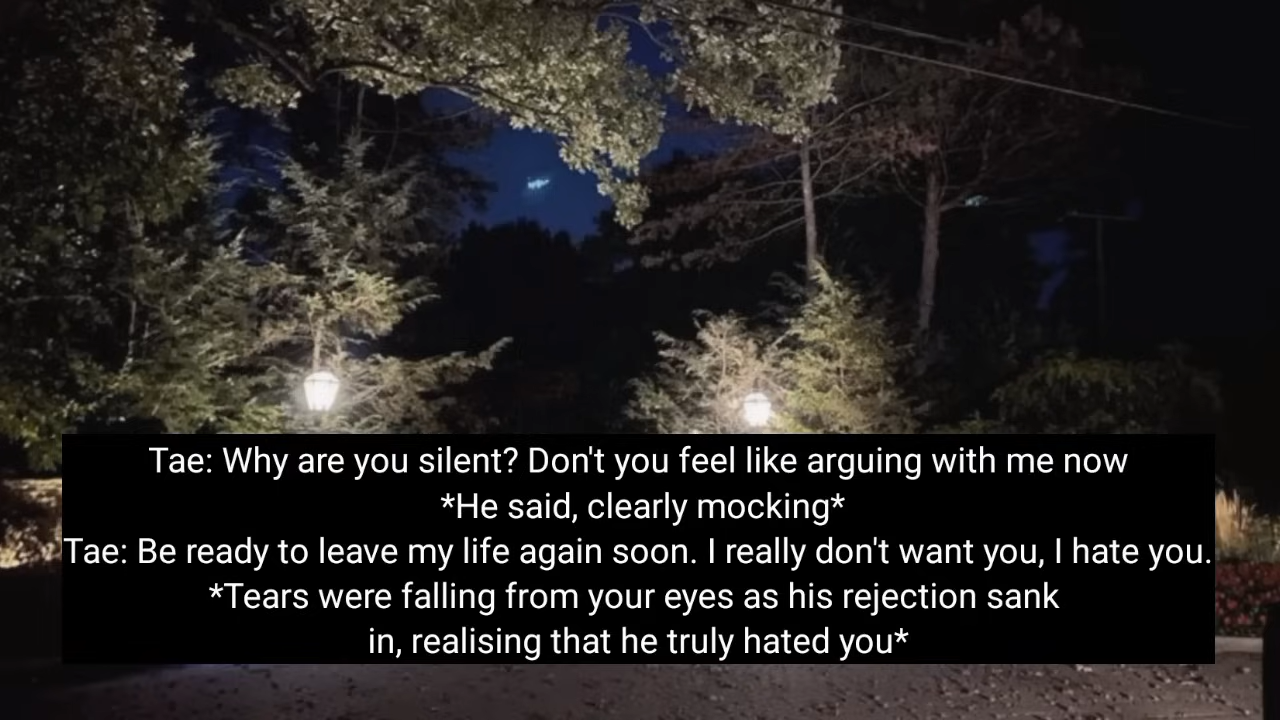 Tae: Why are you silent? Don't you feel like arguing with me now
*He said, clearly mocking*
Tae: Be ready to leave my life again soon. I really don't want you, I hate you.
*Tears were falling from your eyes as his rejection sank
in, realising that he truly hated you*